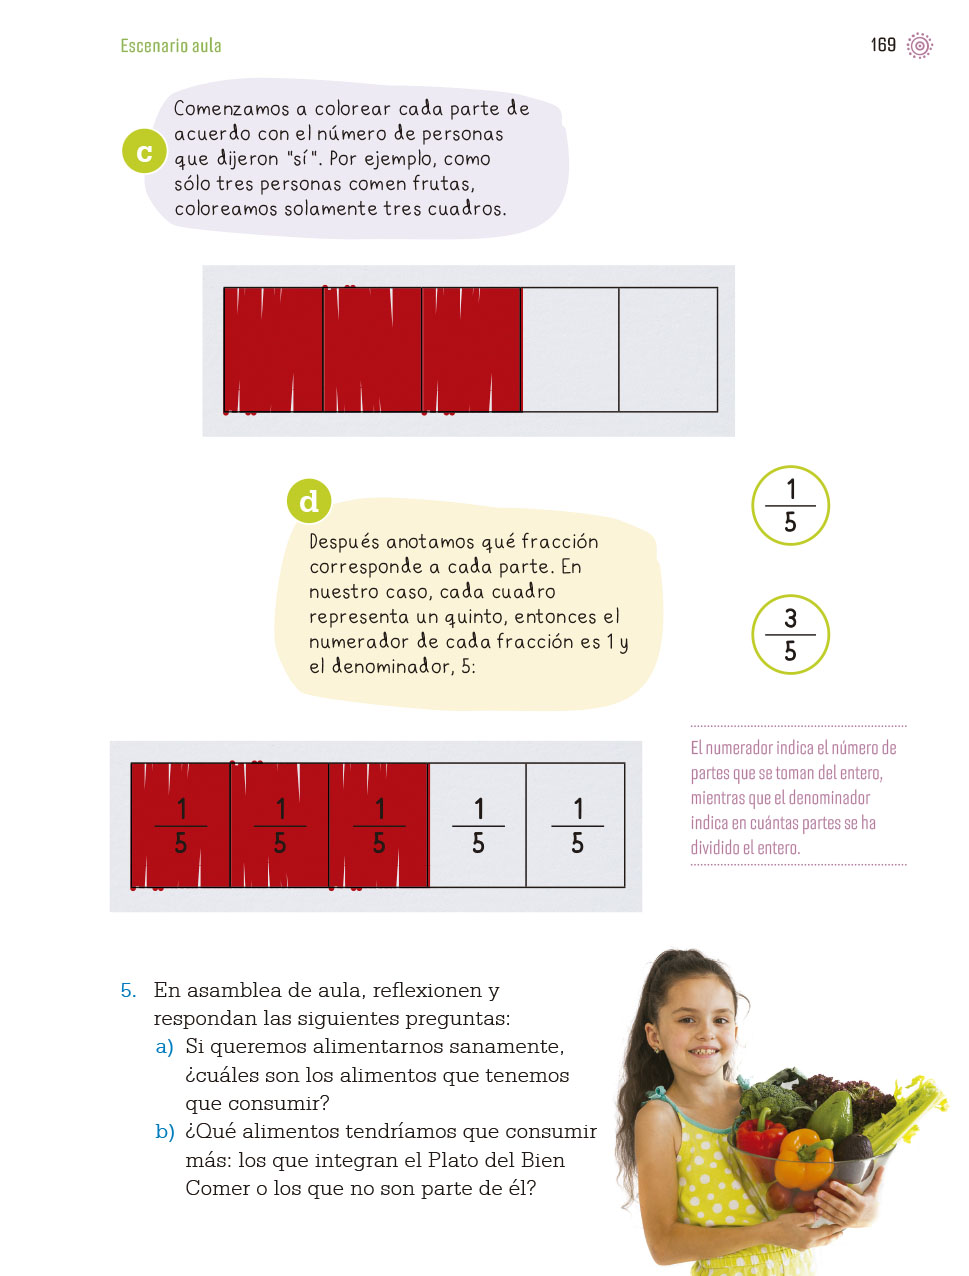 Escenario aula
169
c
Comenzamos a colorear cada parte de
acuerdo con el número de personas
que dijeron "sí". Por ejemplo, como
sólo tres personas comen frutas,
coloreamos solamente tres cuadros.
d
Después anotamos qué fracción
corresponde a cada parte. En
nuestro caso, cada cuadro
representa un quinto, entonces el
numerador de cada fracción es 1 y
el denominador, 5:
1
5
3
5
El numerador indica el número de
partes que se toman del entero,
mientras que el denominador
indica en cuántas partes se ha
dividido el entero.
1 1 1 1 1
5 5 5 5 5
5. En asamblea de aula, reflexionen y
respondan las siguientes preguntas:
a) Si queremos alimentarnos sanamente,
¿cuáles son los alimentos que tenemos
que consumir?
b) ¿Qué alimentos tendríamos que consumir
más: los que integran el Plato del Bien
Comer o los que no son parte de él?